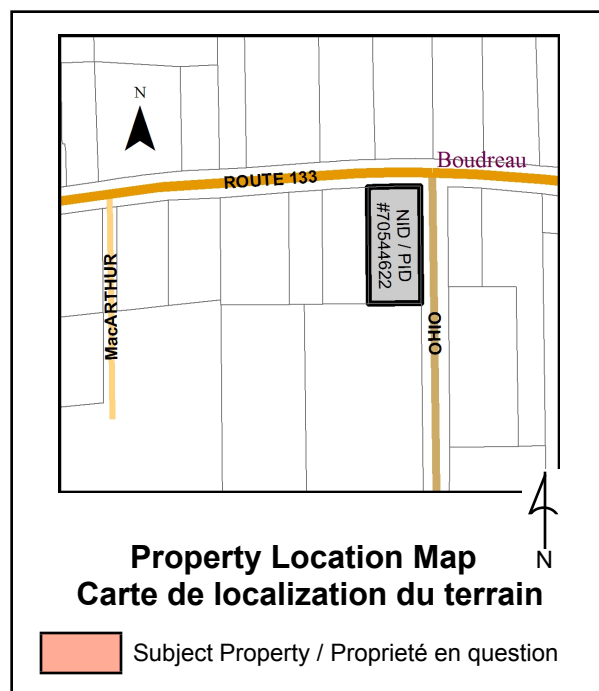 N
Boudreau
ROUTE 133
NID / PID
#70544622
MacARTHUR
OHIO
N
Property Location Map
Carte de localization du terrain
Subject Property / Proprieté en question